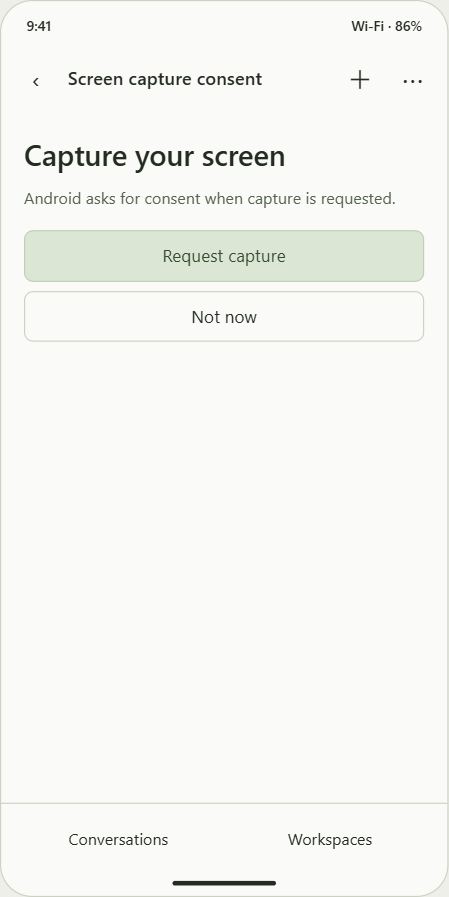 9:41
Wi-Fi · 86%
‹ Screen capture consent + ...
Capture your screen
Android asks for consent when capture is requested.
Request capture
Not now
Conversations
Workspaces